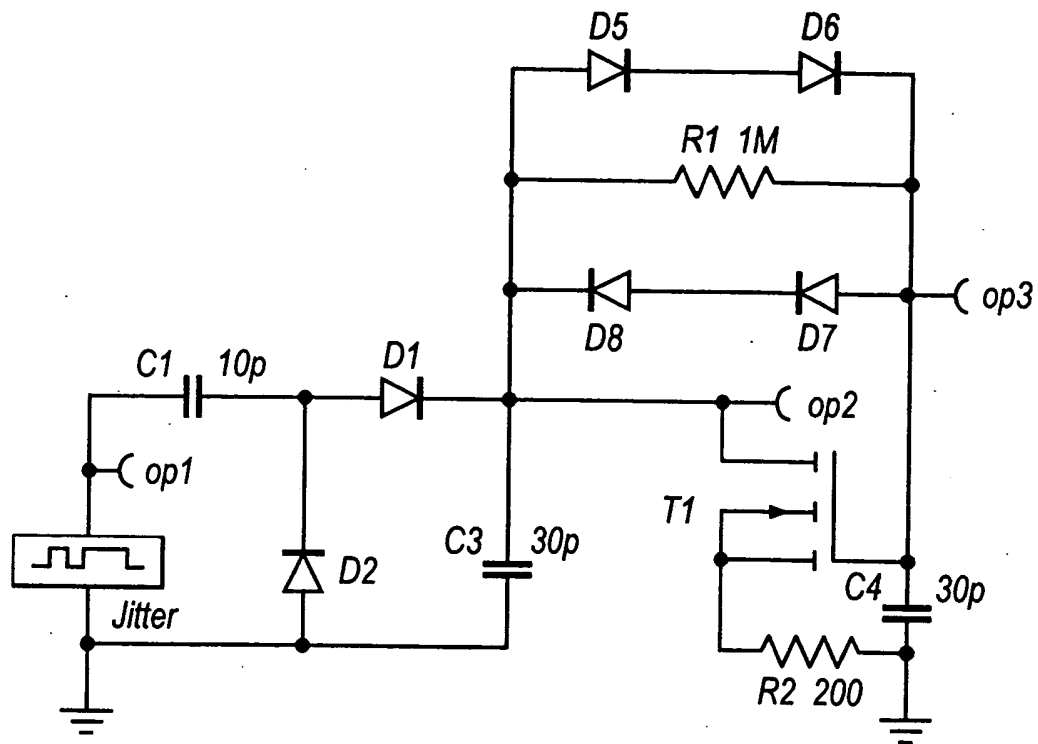 D5
D6
R1 1M
op3
D8
D7
C1 10p
D1
op2
op1
T1
C3 30p
D2
C4 30p
Jitter
R2 200